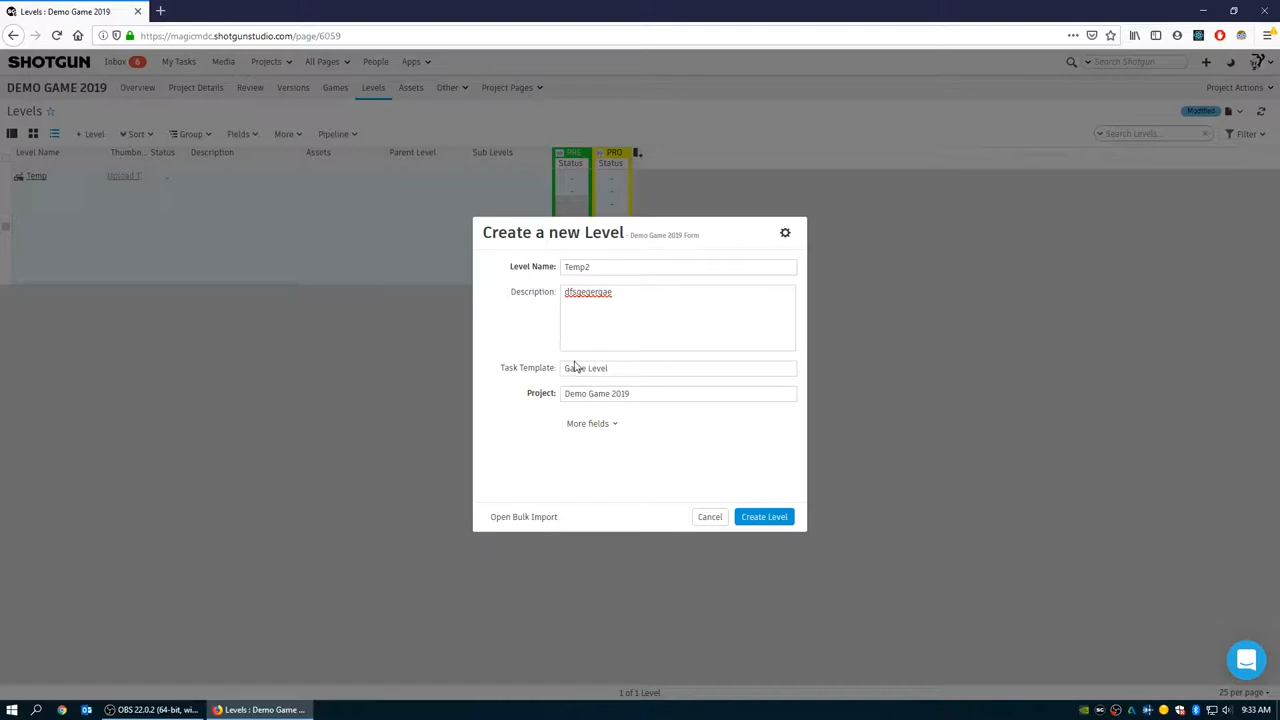 Levels : Demo Game 2019
https://magicmdc.shotgunstudio.com/page/6059
SHOTGUN Inbox 6 My Tasks Media Projects All Pages People Apps Search Shotgun
DEMO GAME 2019 Overview Project Details Review Versions Games Levels Assets Other Project Pages Project Actions
Levels Modified
+ Level Sort Group Fields More Pipeline Search Levels... Filter
Level Name Thumbn... Status Description Assets Parent Level Sub Levels PRE PRO
Status Status
Temp Upload T - - -
- -
-
Create a new Level - Demo Game 2019 Form
Level Name: Temp2
Description: dfsgegergae
Task Template: Game Level
Project: Demo Game 2019
More fields
Open Bulk Import Cancel Create Level
1 of 1 Level 25 per page
OBS 22.0.2 (64-bit, wi... Levels : Demo Game ... 9:33 AM